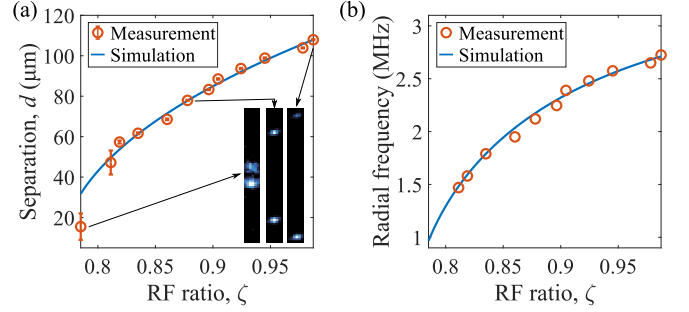 (a)
120
100
80
60
40
20
Separation, d (μm)
Measurement
Simulation
0.8
0.85
0.9
0.95
RF ratio, ζ
(b)
3
2.5
2
1.5
1
Radial frequency (MHz)
Measurement
Simulation
0.8
0.85
0.9
0.95
RF ratio, ζ